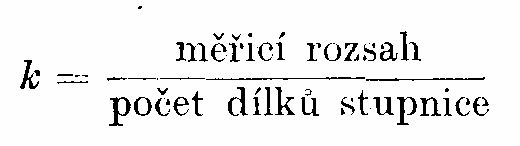 měřicí rozsah
k =
počet dílků stupnice